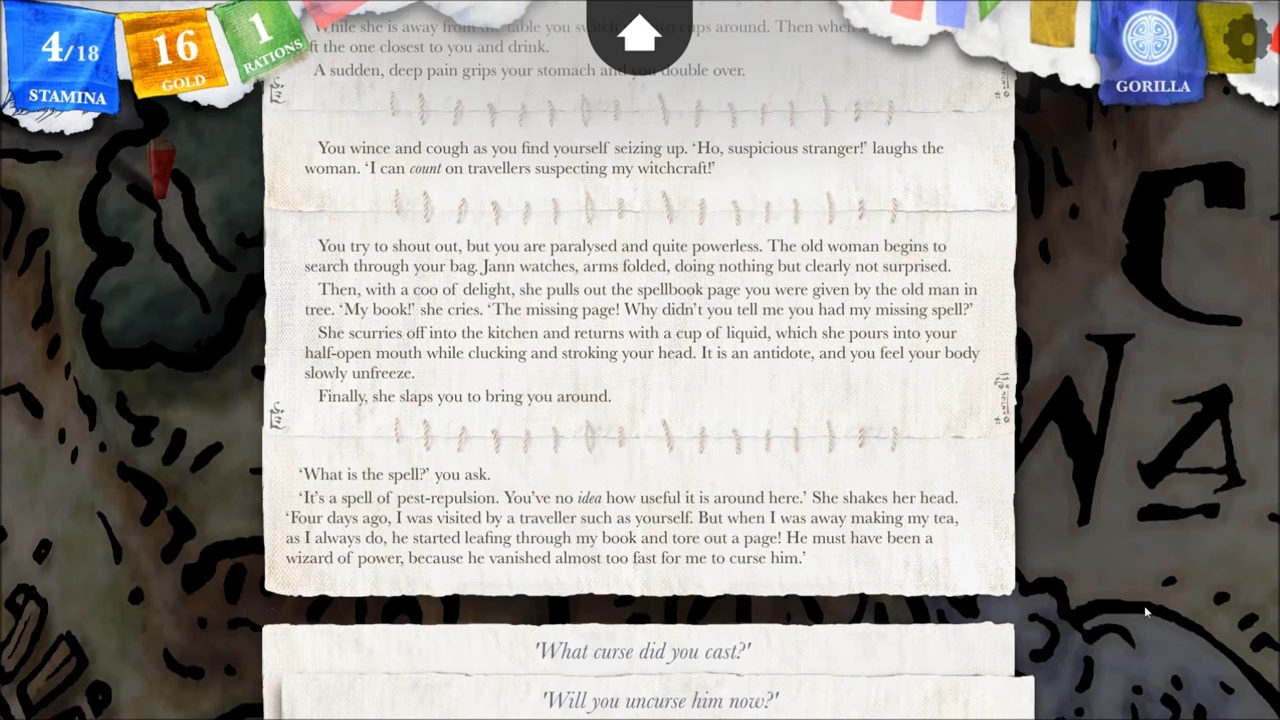 4/18
STAMINA
16
GOLD
1
RATIONS
GORILLA
While she is away from the table you switch the two cups around. Then when
fit the one closest to you and drink.
A sudden, deep pain grips your stomach and you double over.
You wince and cough as you find yourself seizing up. ‘Ho, suspicious stranger!’ laughs the
woman. ‘I can count on travellers suspecting my witchcraft!’
You try to shout out, but you are paralysed and quite powerless. The old woman begins to
search through your bag. Jann watches, arms folded, doing nothing but clearly not surprised.
Then, with a coo of delight, she pulls out the spellbook page you were given by the old man in
tree. ‘My book!’ she cries. ‘The missing page! Why didn’t you tell me you had my missing spell?’
She scurries off into the kitchen and returns with a cup of liquid, which she pours into your
half-open mouth while clucking and stroking your head. It is an antidote, and you feel your body
slowly unfreeze.
Finally, she slaps you to bring you around.
‘What is the spell?’ you ask.
‘It’s a spell of pest-repulsion. You’ve no idea how useful it is around here.’ She shakes her head.
‘Four days ago, I was visited by a traveller such as yourself. But when I was away making my tea,
as I always do, he started leafing through my book and tore out a page! He must have been a
wizard of power, because he vanished almost too fast for me to curse him.’
'What curse did you cast?'
'Will you uncurse him now?'
C
Wa